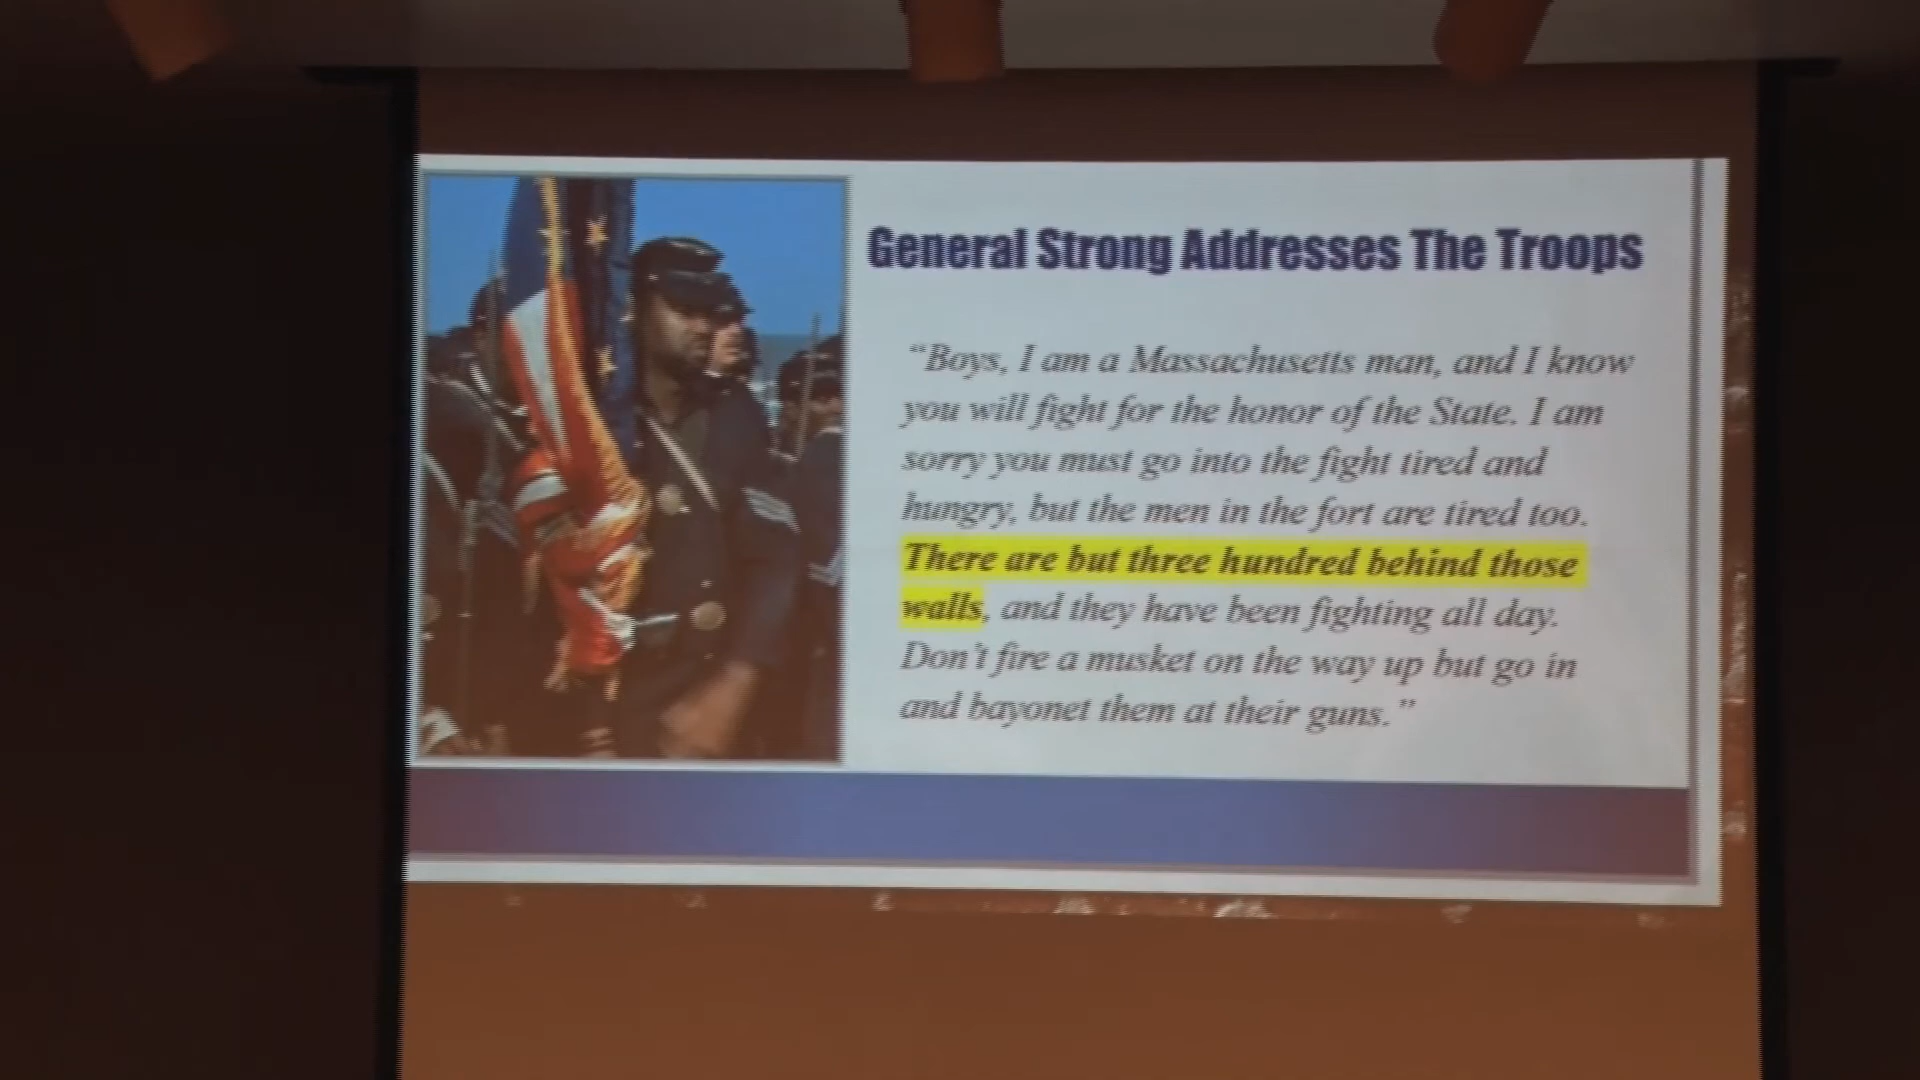 General Strong Addresses The Troops
“Boys, I am a Massachusetts man, and I know
you will fight for the honor of the State. I am
sorry you must go into the fight tired and
hungry, but the men in the fort are tired too.
There are but three hundred behind those
walls, and they have been fighting all day.
Don't fire a musket on the way up but go in
and bayonet them at their guns.”